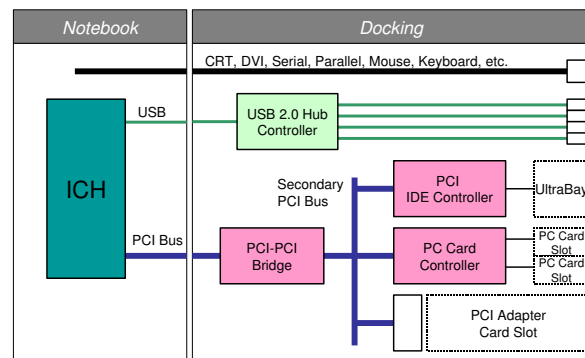 Notebook
Docking
CRT, DVI, Serial, Parallel, Mouse, Keyboard, etc.
USB
USB 2.0 Hub
Controller
ICH
Secondary
PCI Bus
PCI
IDE Controller
UltraBay
PCI Bus
PCI-PCI
Bridge
PC Card
Controller
PC Card
Slot
PC Card
Slot
PCI Adapter
Card Slot